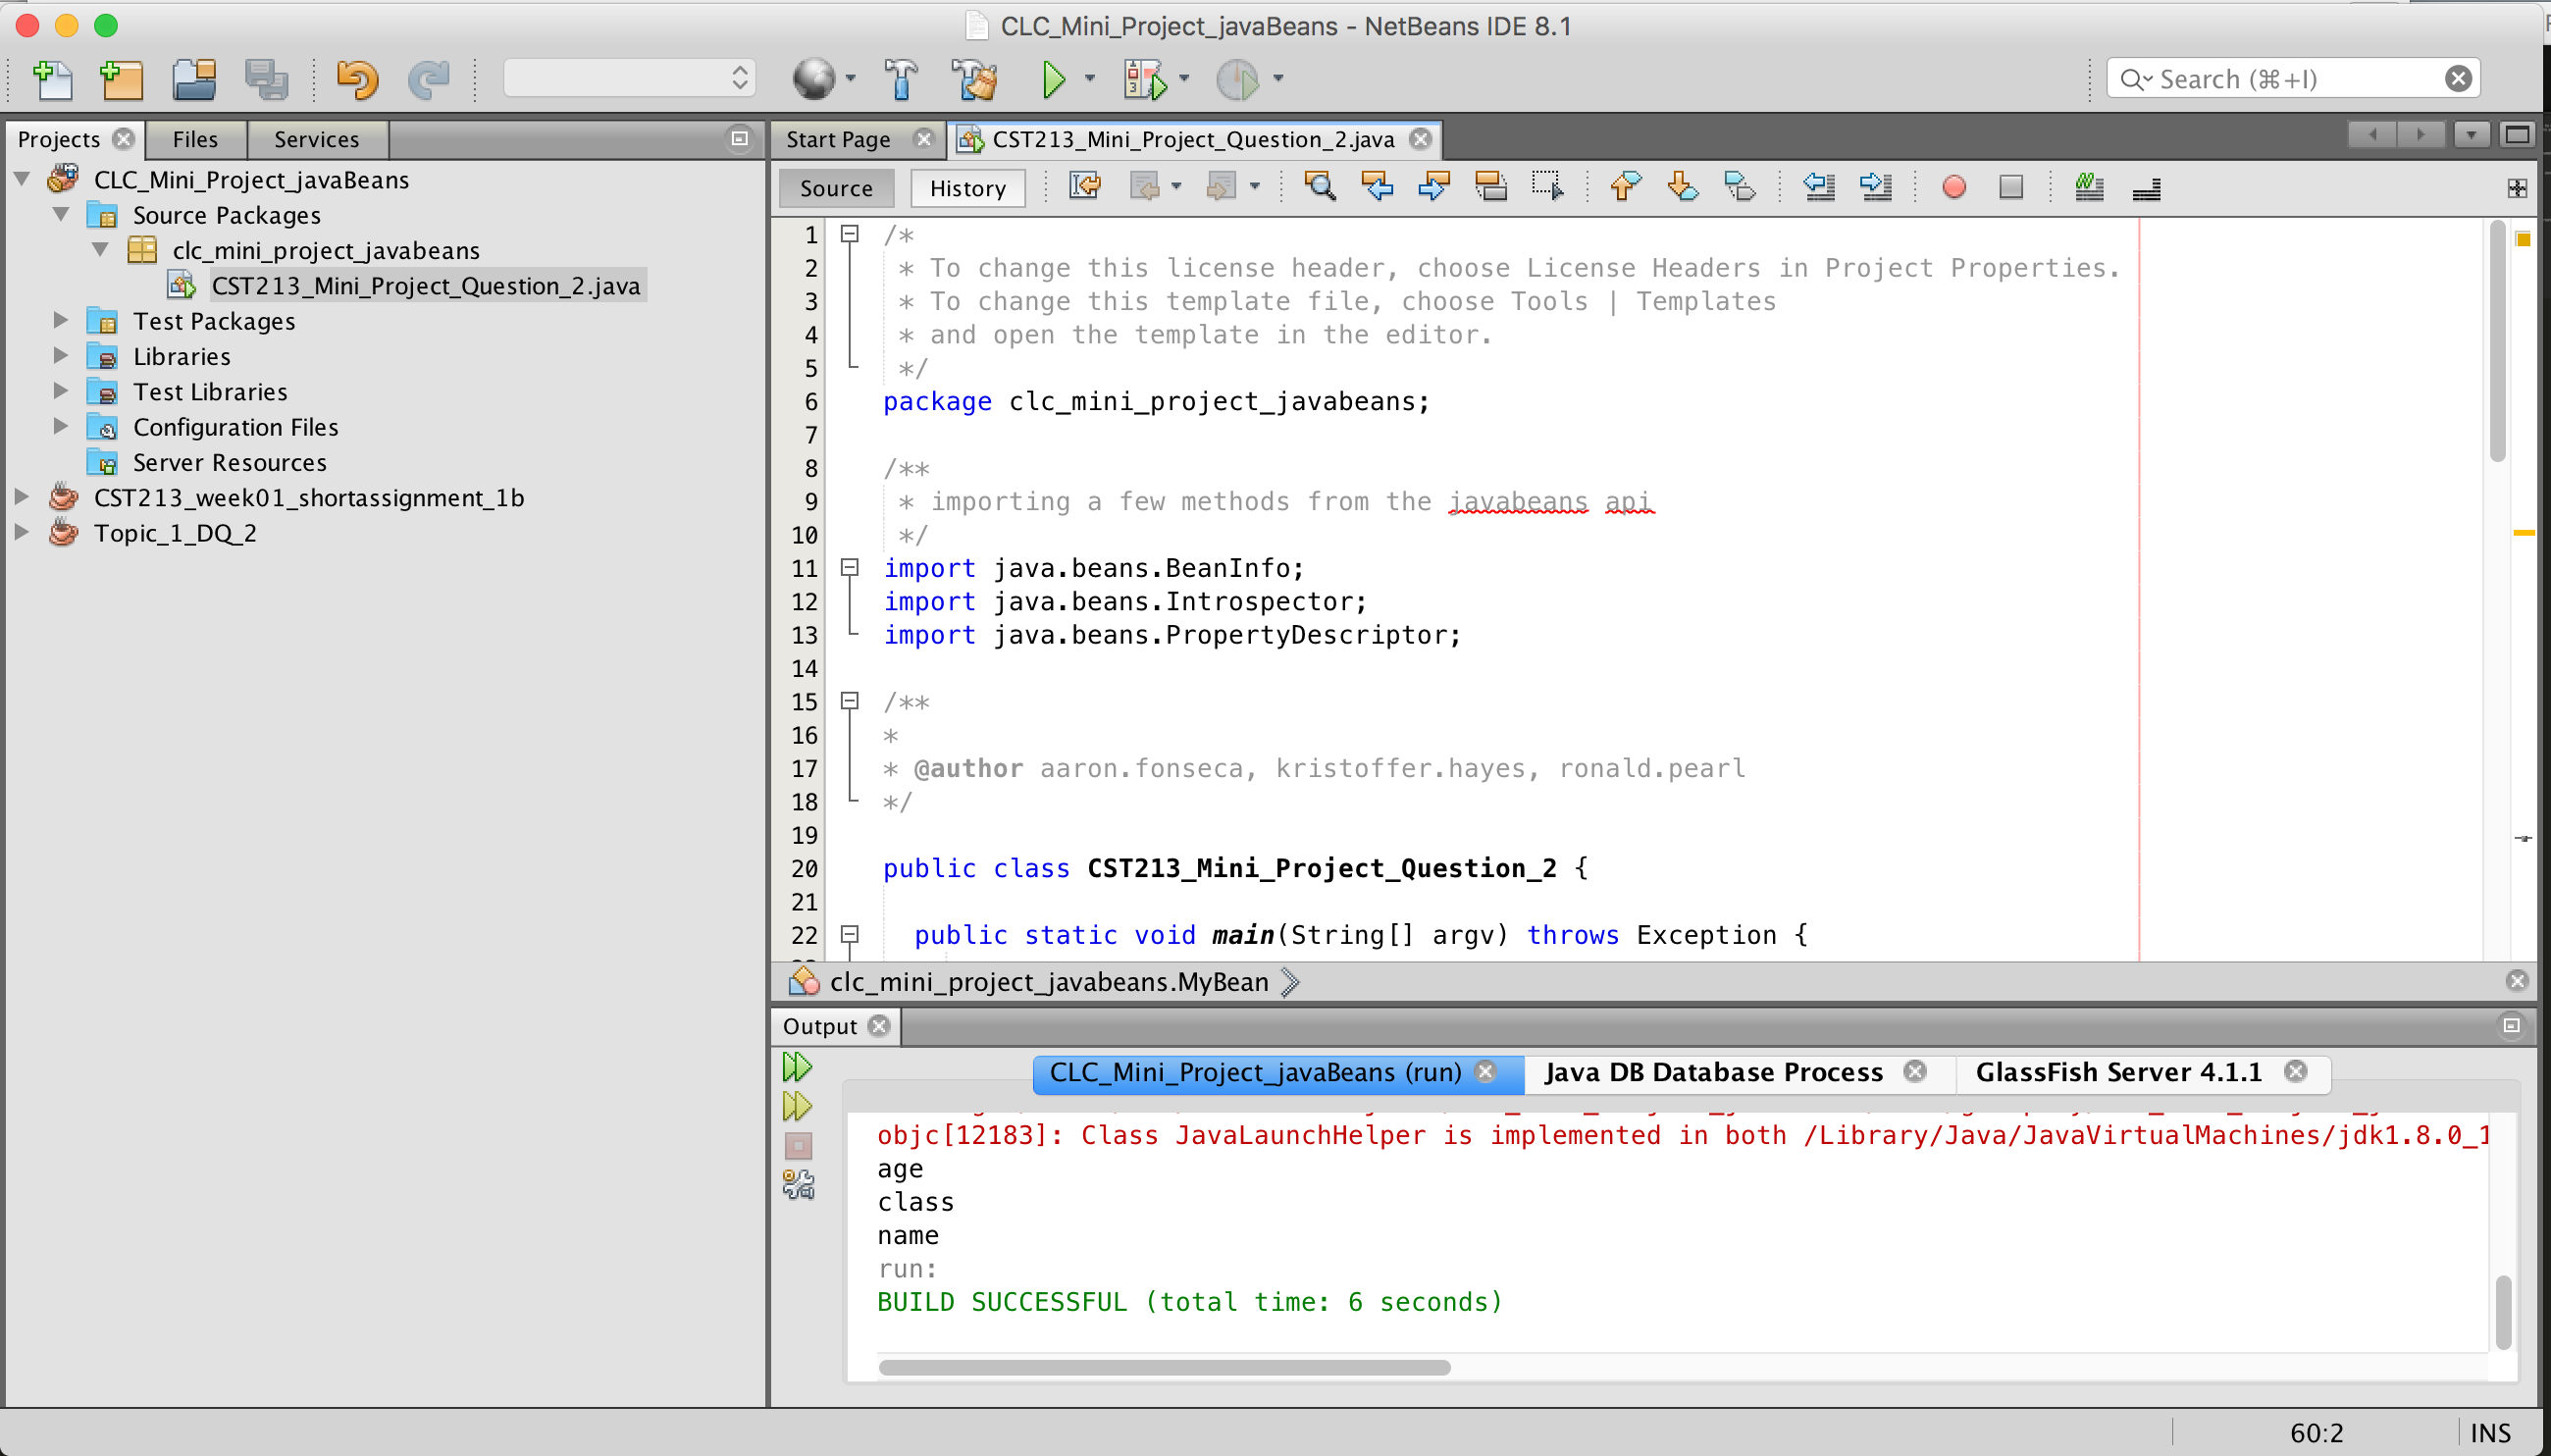 CLC_Mini_Project_javaBeans - NetBeans IDE 8.1
Search (⌘+I)
Projects
Files
Services
CLC_Mini_Project_javaBeans
Source Packages
clc_mini_project_javabeans
CST213_Mini_Project_Question_2.java
Test Packages
Libraries
Test Libraries
Configuration Files
Server Resources
CST213_week01_shortassignment_1b
Topic_1_DQ_2
Start Page
CST213_Mini_Project_Question_2.java
Source
History
1 /*
2 * To change this license header, choose License Headers in Project Properties.
3 * To change this template file, choose Tools | Templates
4 * and open the template in the editor.
5 */
6 package clc_mini_project_javabeans;
7
8 /**
9 * importing a few methods from the javabeans api
10 */
11 import java.beans.BeanInfo;
12 import java.beans.Introspector;
13 import java.beans.PropertyDescriptor;
14
15 /**
16 *
17 * @author aaron.fonseca, kristoffer.hayes, ronald.pearl
18 */
19
20 public class CST213_Mini_Project_Question_2 {
21
22 public static void main(String[] argv) throws Exception {
clc_mini_project_javabeans.MyBean
Output
CLC_Mini_Project_javaBeans (run)
Java DB Database Process
GlassFish Server 4.1.1
objc[12183]: Class JavaLaunchHelper is implemented in both /Library/Java/JavaVirtualMachines/jdk1.8.0_1
age
class
name
run:
BUILD SUCCESSFUL (total time: 6 seconds)
60:2
INS